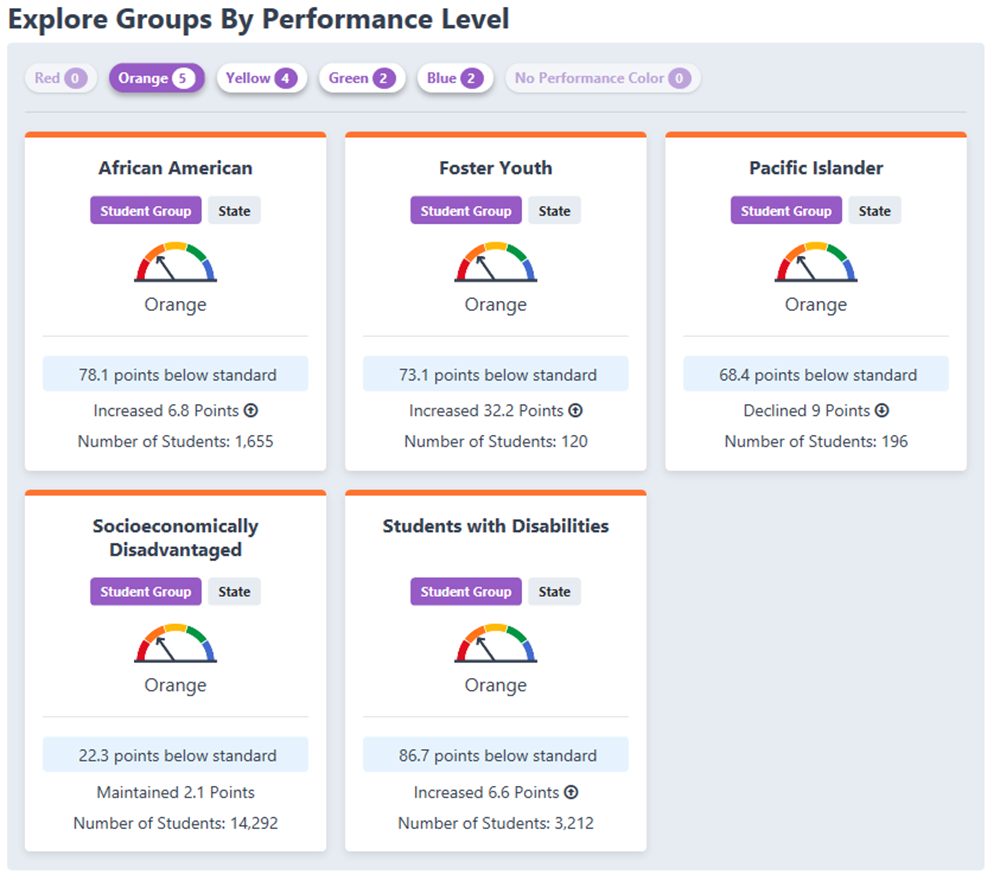 Explore Groups By Performance Level
Red 0 Orange 5 Yellow 4 Green 2 Blue 2 No Performance Color 0
African American
Student Group State
Orange
78.1 points below standard
Increased 6.8 Points
Number of Students: 1,655
Foster Youth
Student Group State
Orange
73.1 points below standard
Increased 32.2 Points
Number of Students: 120
Pacific Islander
Student Group State
Orange
68.4 points below standard
Declined 9 Points
Number of Students: 196
Socioeconomically
Disadvantaged
Student Group State
Orange
22.3 points below standard
Maintained 2.1 Points
Number of Students: 14,292
Students with Disabilities
Student Group State
Orange
86.7 points below standard
Increased 6.6 Points
Number of Students: 3,212